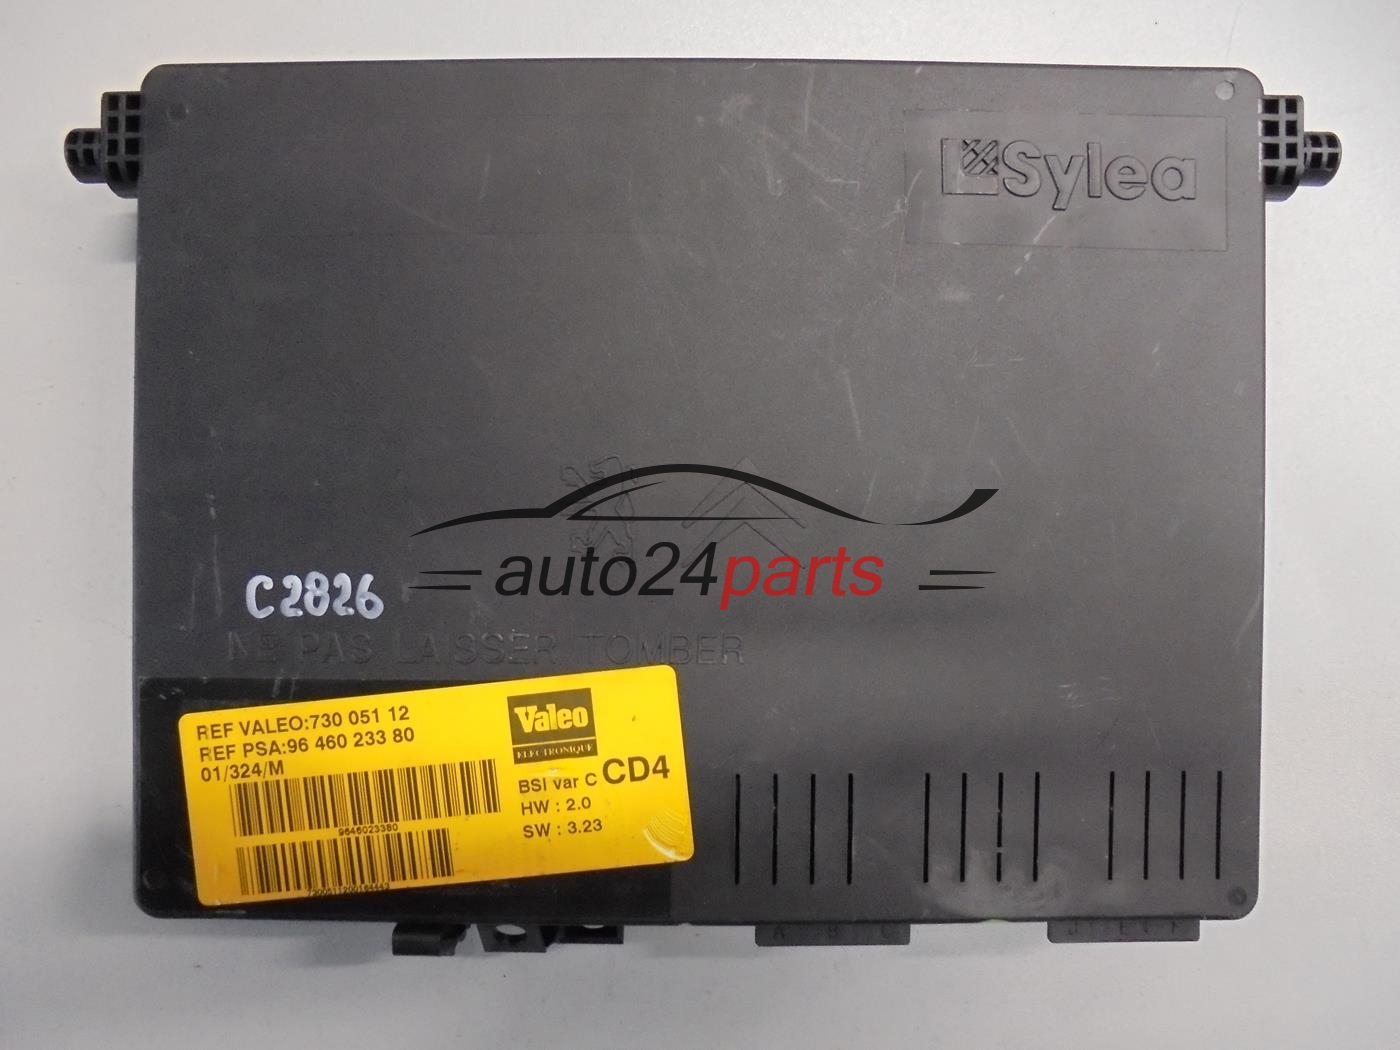 Sylea
auto24parts
C2826
NE PAS LAISSER TOMBER
REF VALEO:730 051 12
REF PSA:96 460 233 80
01/324/M
9646023380
Valeo
ELECTRONIQUE
BSI Var C CD4
HW : 2.0
SW : 3.23
A B C